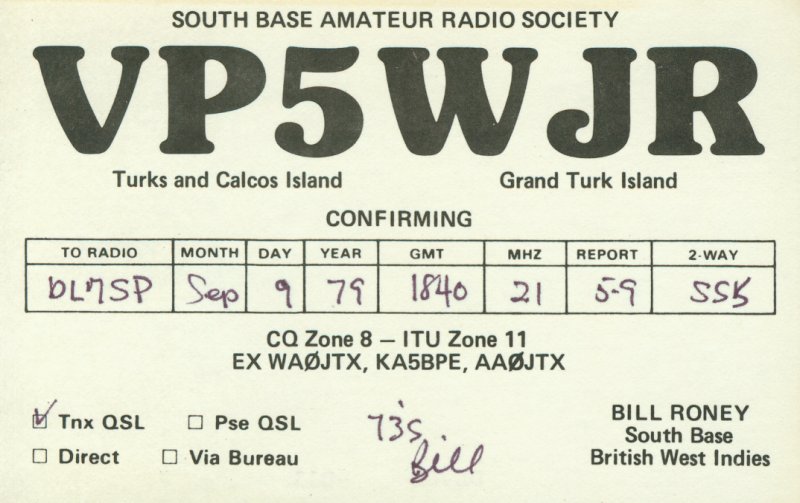 SOUTH BASE AMATEUR RADIO SOCIETY
VP5WJR
Turks and Calcos Island Grand Turk Island
CONFIRMING
TO RADIO MONTH DAY YEAR GMT MHZ REPORT 2-WAY
DL7SP Sep 9 79 1840 21 5-9 SSB
CQ Zone 8 – ITU Zone 11
EX WAØJTX, KA5BPE, AAØJTX
☑ Tnx QSL ☐ Pse QSL
☐ Direct ☐ Via Bureau
73's
Bill
BILL RONEY
South Base
British West Indies